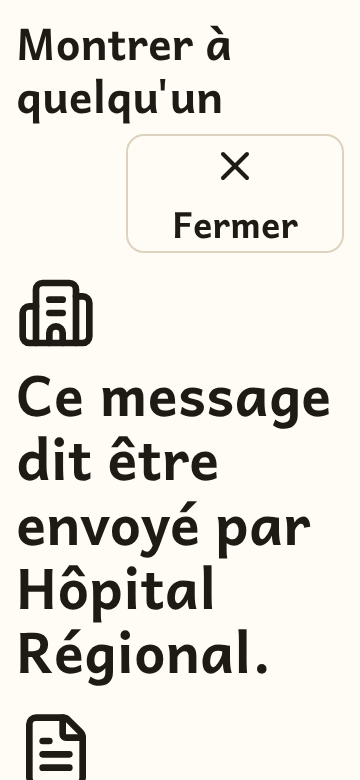 Montrer à
quelqu'un
Fermer
Ce message
dit être
envoyé par
Hôpital
Régional.